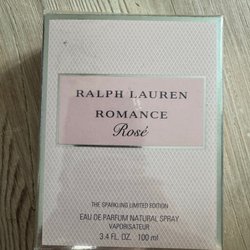 RALPH LAUREN
ROMANCE
Rosé
THE SPARKLING LIMITED EDITION
EAU DE PARFUM NATURAL SPRAY
VAPORISATEUR
3.4 FL. OZ. 100 ml